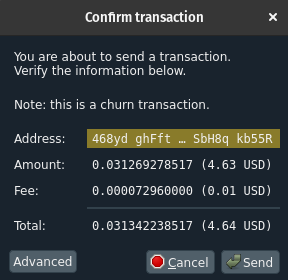 Confirm transaction
You are about to send a transaction.
Verify the information below.
Note: this is a churn transaction.
Address: 468yd ghFft … SbH8q kb55R
Amount: 0.031269278517 (4.63 USD)
Fee: 0.000072960000 (0.01 USD)
Total: 0.031342238517 (4.64 USD)
Advanced Cancel Send